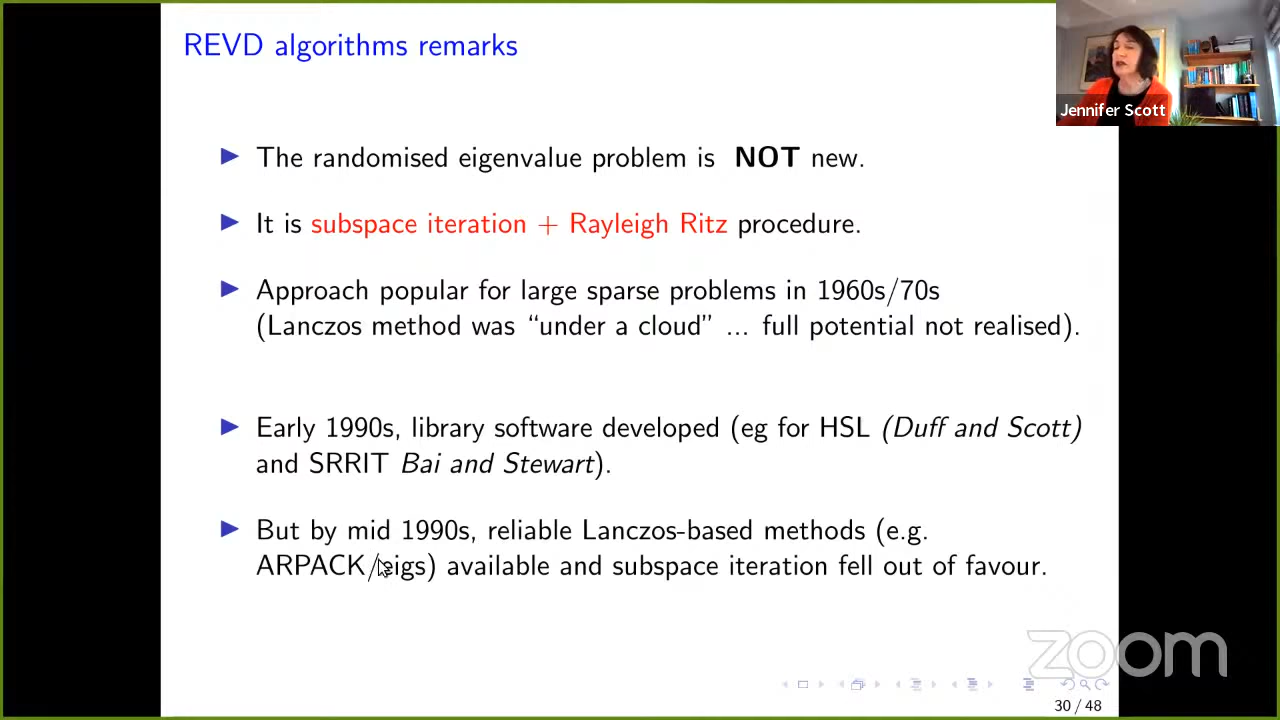 REVD algorithms remarks
Jennifer Scott
The randomised eigenvalue problem is NOT new.
It is subspace iteration + Rayleigh Ritz procedure.
Approach popular for large sparse problems in 1960s/70s
(Lanczos method was “under a cloud” ... full potential not realised).
Early 1990s, library software developed (eg for HSL (Duff and Scott)
and SRRIT Bai and Stewart).
But by mid 1990s, reliable Lanczos-based methods (e.g.
ARPACK/eigs) available and subspace iteration fell out of favour.
zoom
30 / 48